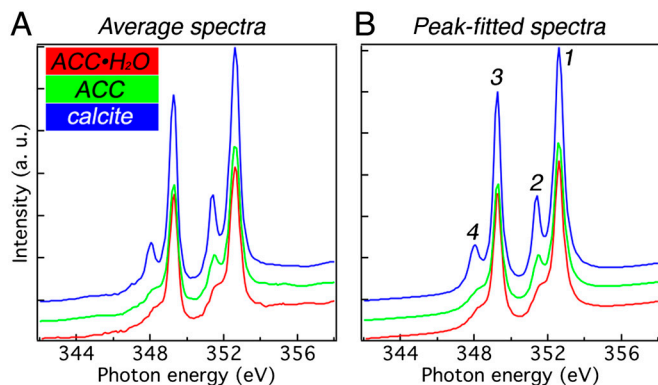 A
Average spectra
B
Peak-fitted spectra
ACC•H₂O
ACC
calcite
Intensity (a. u.)
1
3
2
4
344
348
352
356
344
348
352
356
Photon energy (eV)
Photon energy (eV)